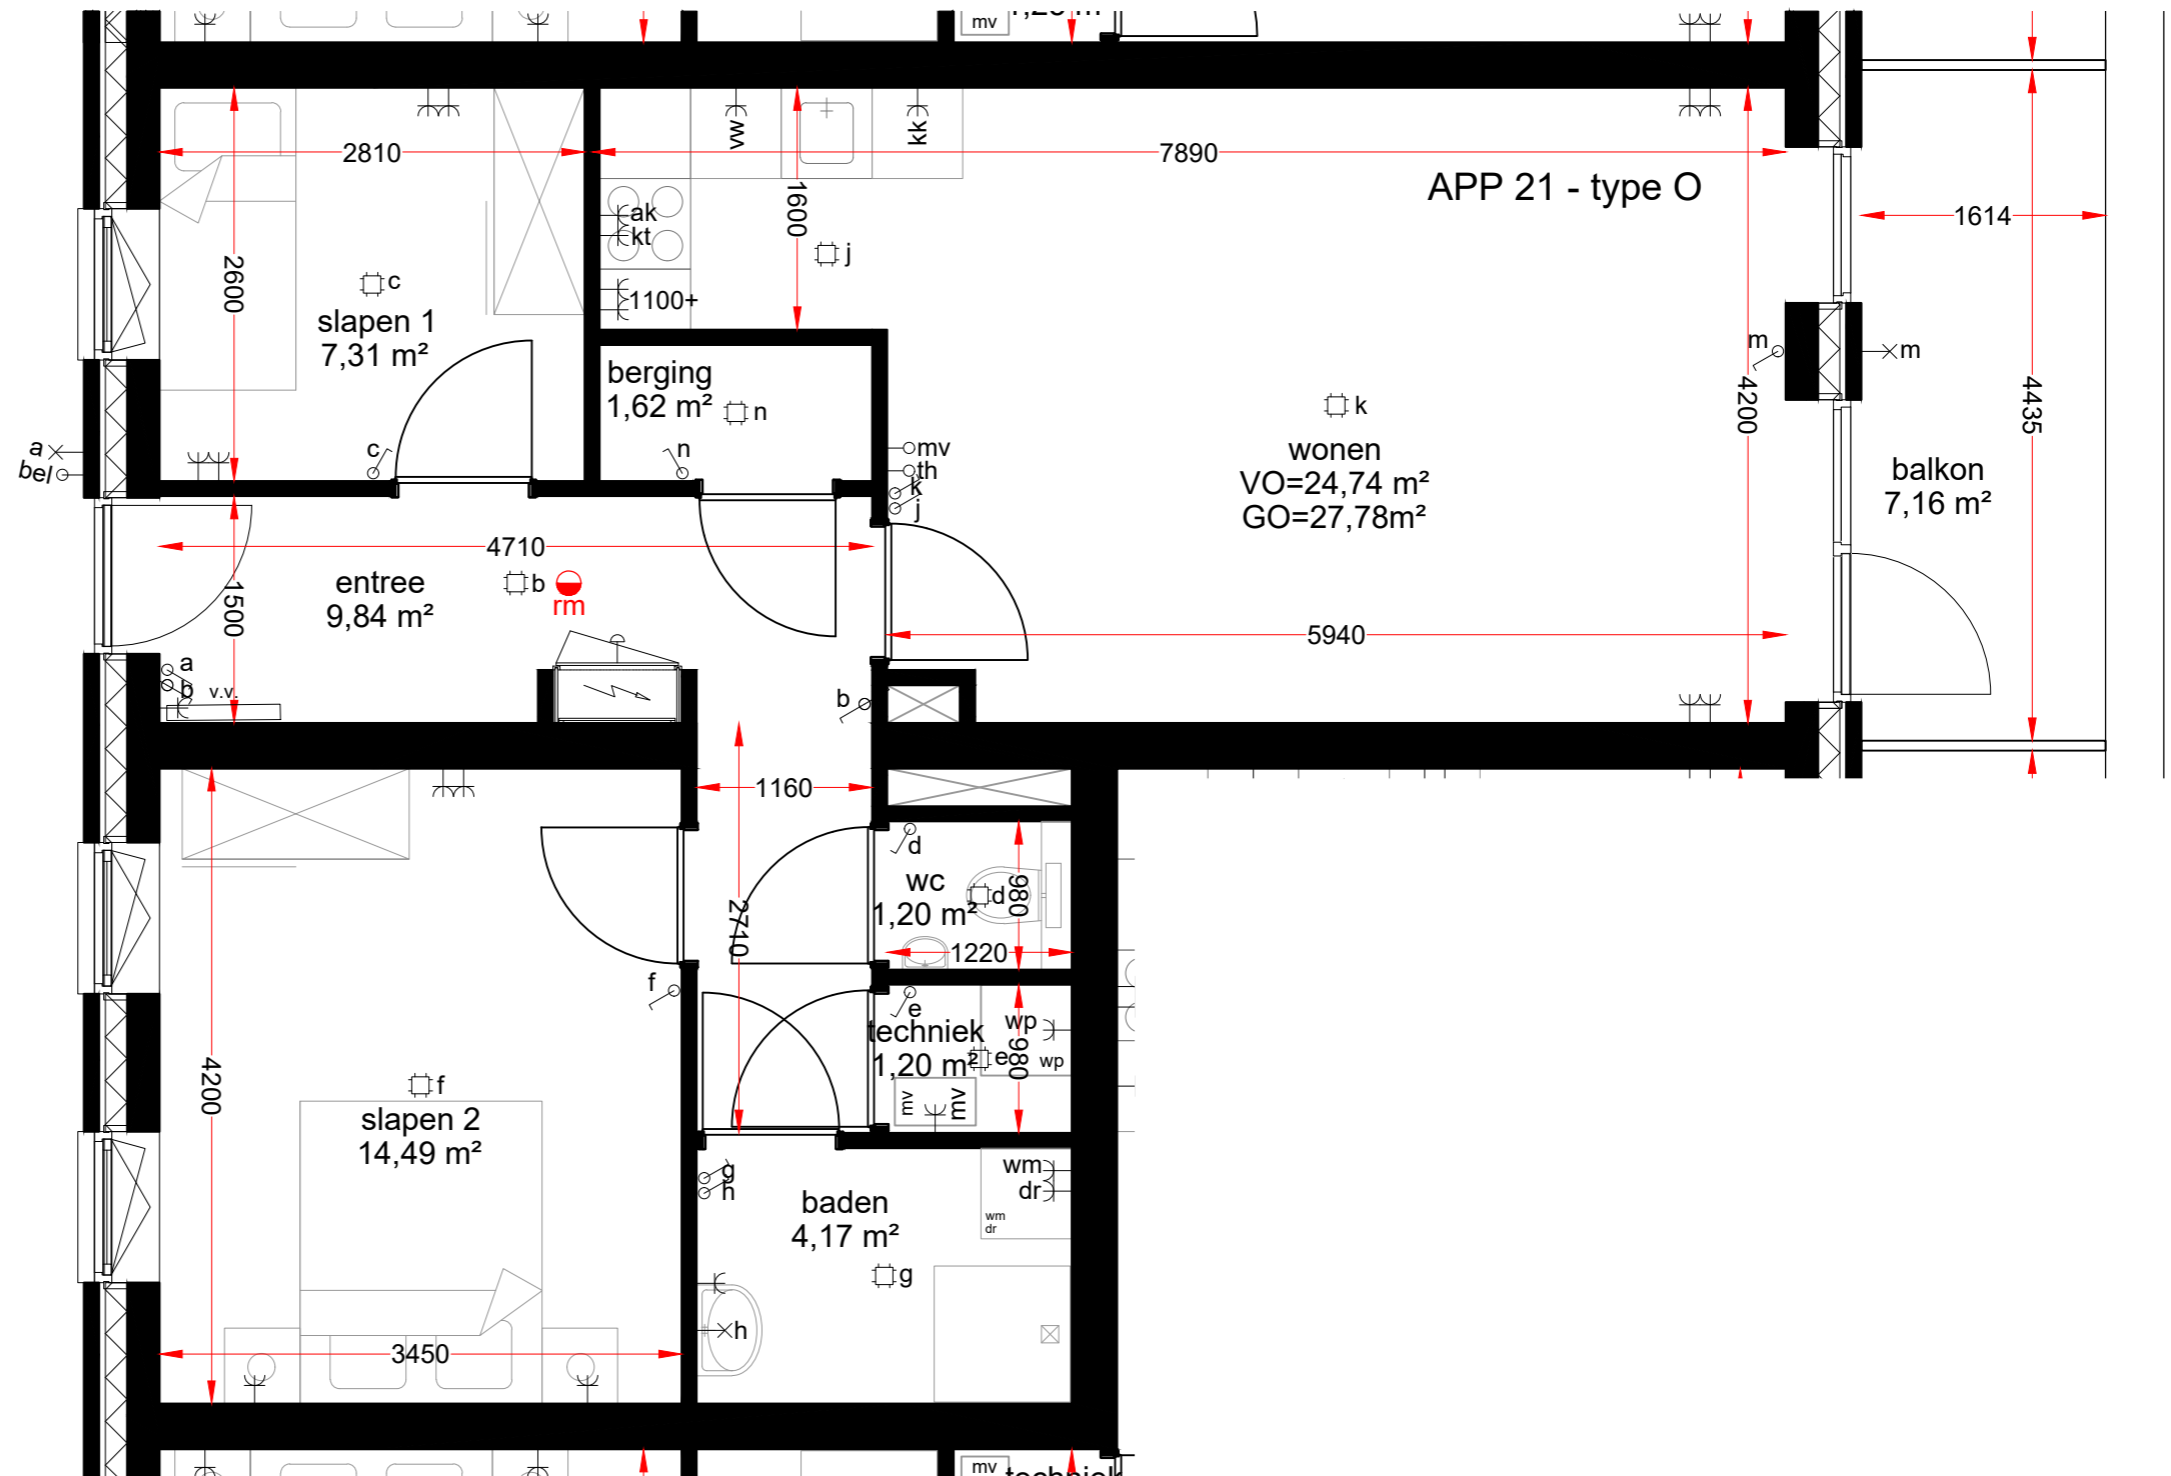 mv
2810
7890
vw
kk
APP 21 - type O
1614
1600
ak
kt
j
2600
c
1100+
slapen 1
7,31 m²
m
m
berging
1,62 m²
n
4200
4435
k
a
bel
c
n
mv
th
k
j
wonen
VO=24,74 m²
GO=27,78m²
balkon
7,16 m²
4710
entree
9,84 m²
b
rm
1500
5940
a
b
v.v.
b
1160
d
wc
1,20 m²
d
980
2710
1220
f
e
techniek
1,20 m²
e
wp
wp
980
mv
mv
4200
f
slapen 2
14,49 m²
g
h
baden
4,17 m²
wm
dr
wm
dr
g
h
3450
mv
techniek